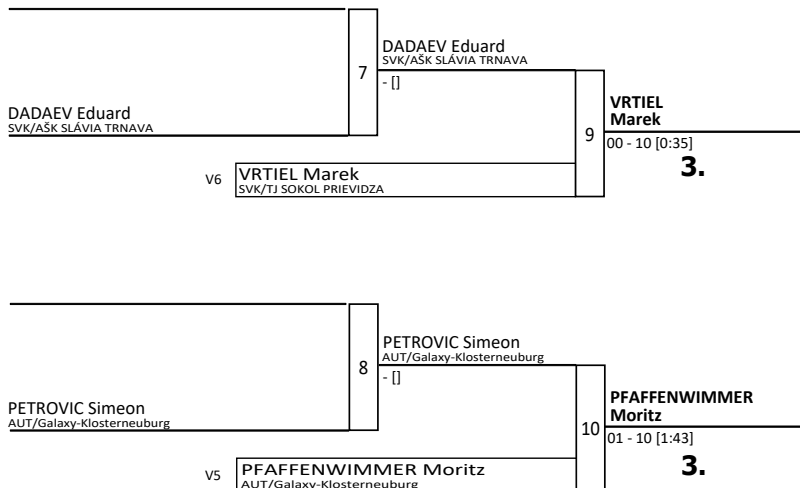 DADAEV Eduard
SVK/AŠK SLÁVIA TRNAVA
7
- []
DADAEV Eduard
SVK/AŠK SLÁVIA TRNAVA
VRTIEL
Marek
9
00 - 10 [0:35]
3.
V6
VRTIEL Marek
SVK/TJ SOKOL PRIEVIDZA
PETROVIC Simeon
AUT/Galaxy-Klosterneuburg
8
- []
PETROVIC Simeon
AUT/Galaxy-Klosterneuburg
PFAFFENWIMMER
Moritz
10
01 - 10 [1:43]
3.
V5
PFAFFENWIMMER Moritz
AUT/Galaxy-Klosterneuburg